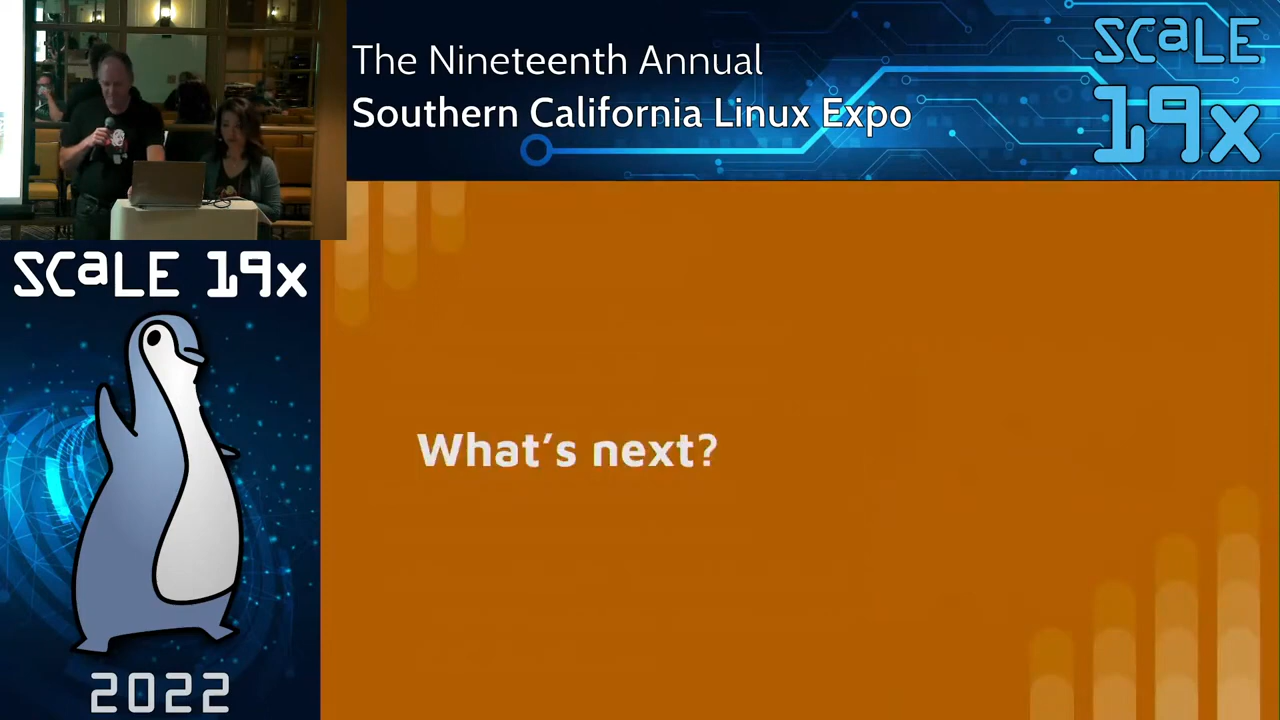 The Nineteenth Annual
Southern California Linux Expo
SCaLE
19x
SCaLE 19x
2022
What's next?